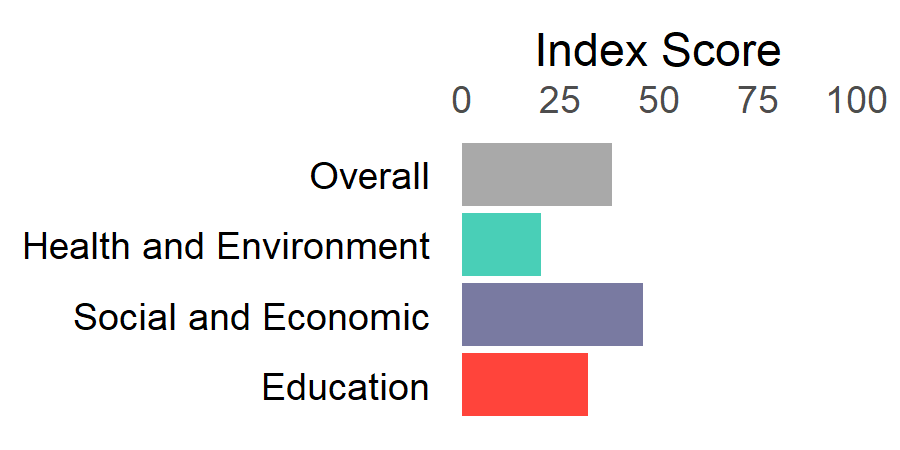 Index Score
0 25 50 75 100
Overall
Health and Environment
Social and Economic
Education